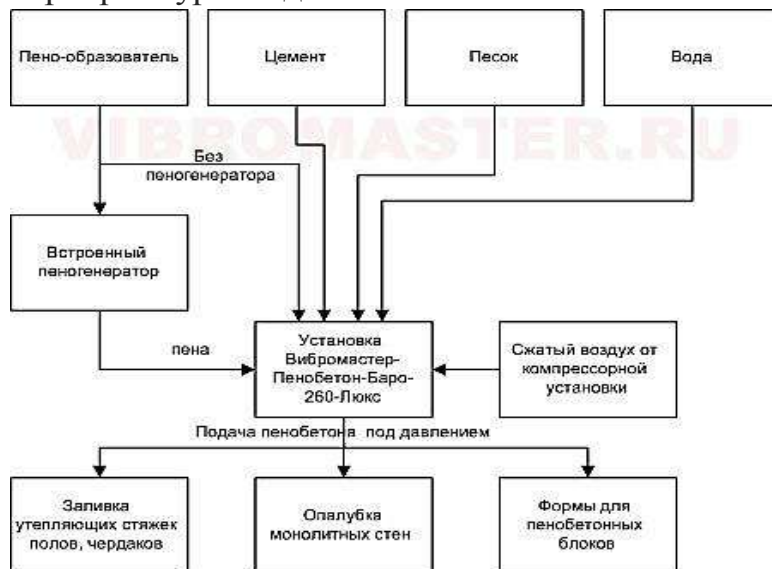 Пено-образователь
Цемент
Песок
Вода
VIBROMASTER.RU
Без
пеногенератора
Встроенный
пеногенератор
пена
Установка
Вибромастер-
Пенобетон-Баро-
260-Люкс
Сжатый воздух от
компрессорной
установки
Подача пенобетона под давлением
Заливка
утепляющих стяжек
полов, чердаков
Опалубка
монолитных стен
Формы для
пенобетонных
блоков